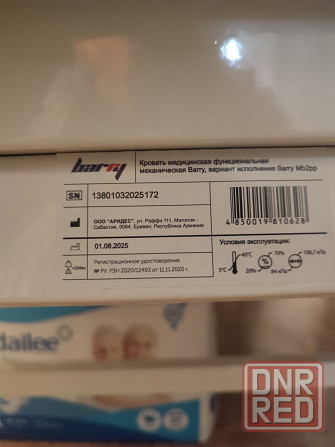 barry
Кровать медицинская функциональная
механическая Barry, вариант исполнения Barry Mb2pp
SN
13801032025172
ООО "АРИДЕС", ул. Раффи 111, Малатия -
Себастия, 0064, Ереван, Республика Армения
01.08.2025
Регистрационное удостоверение
№ РУ: РЗН 2020/12493 от 11.11.2020 г.
4850019810628
Условия эксплуатации:
5°C
40°C
70%
106,7 кПа
84 кПа
dailee
DNR
RED